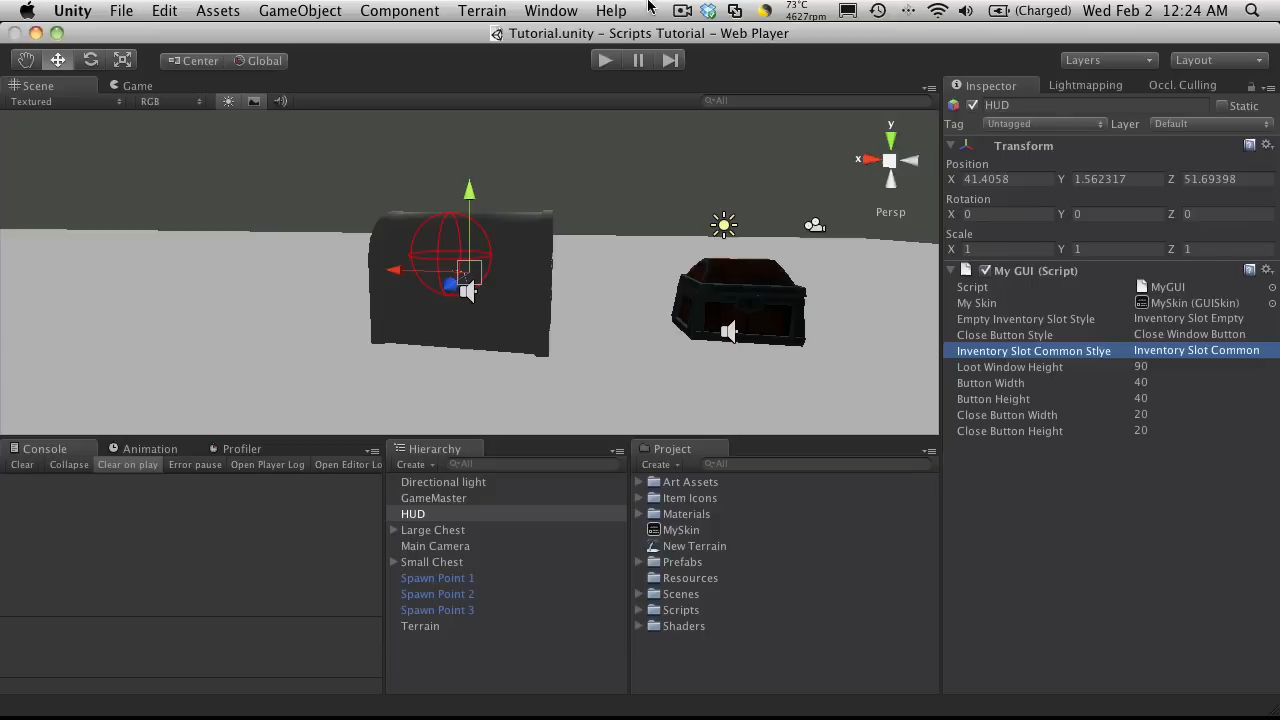 Unity File Edit Assets GameObject Component Terrain Window Help 73°C 4627rpm (Charged) Wed Feb 2 12:24 AM
Tutorial.unity – Scripts Tutorial – Web Player
Center Global Layers Layout
Scene Game
Textured RGB All
Inspector Lightmapping Occl. Culling
HUD Static
Tag Untagged Layer Default
Transform
Position
X 41.4058 Y 1.562317 Z 51.69398
Rotation
X 0 Y 0 Z 0
Scale
X 1 Y 1 Z 1
My GUI (Script)
Script MyGUI
My Skin MySkin (GUISkin)
Empty Inventory Slot Style Inventory Slot Empty
Close Button Style Close Window Button
Inventory Slot Common Stlye Inventory Slot Common
Loot Window Height 90
Button Width 40
Button Height 40
Close Button Width 20
Close Button Height 20
y
x
Persp
Console Animation Profiler
Clear Collapse Clear on play Error pause Open Player Log Open Editor Lo
Hierarchy
Create All
Directional light
GameMaster
HUD
Large Chest
Main Camera
Small Chest
Spawn Point 1
Spawn Point 2
Spawn Point 3
Terrain
Project
Create All
Art Assets
Item Icons
Materials
MySkin
New Terrain
Prefabs
Resources
Scenes
Scripts
Shaders